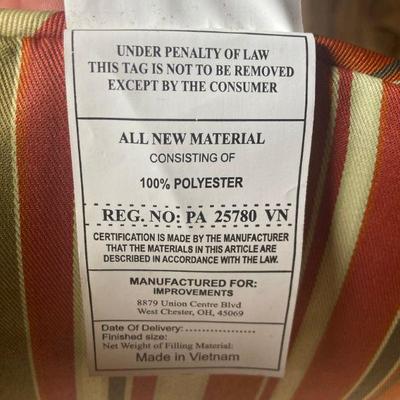 UNDER PENALTY OF LAW
THIS TAG IS NOT TO BE REMOVED
EXCEPT BY THE CONSUMER
ALL NEW MATERIAL
CONSISTING OF
100% POLYESTER
REG. NO: PA 25780 VN
CERTIFICATION IS MADE BY THE MANUFACTURER
THAT THE MATERIALS IN THIS ARTICLE ARE
DESCRIBED IN ACCORDANCE WITH THE LAW.
MANUFACTURED FOR:
IMPROVEMENTS
8879 Union Centre Blvd
West Chester, OH, 45069
Date Of Delivery:................
Finished size:
Net Weight of Filling Material:
Made in Vietnam